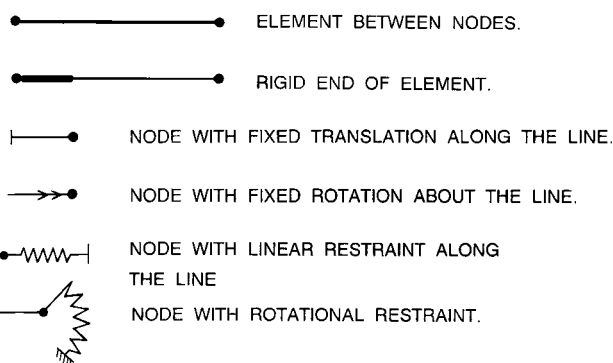 ELEMENT BETWEEN NODES.
RIGID END OF ELEMENT.
NODE WITH FIXED TRANSLATION ALONG THE LINE.
NODE WITH FIXED ROTATION ABOUT THE LINE.
NODE WITH LINEAR RESTRAINT ALONG
THE LINE
NODE WITH ROTATIONAL RESTRAINT.